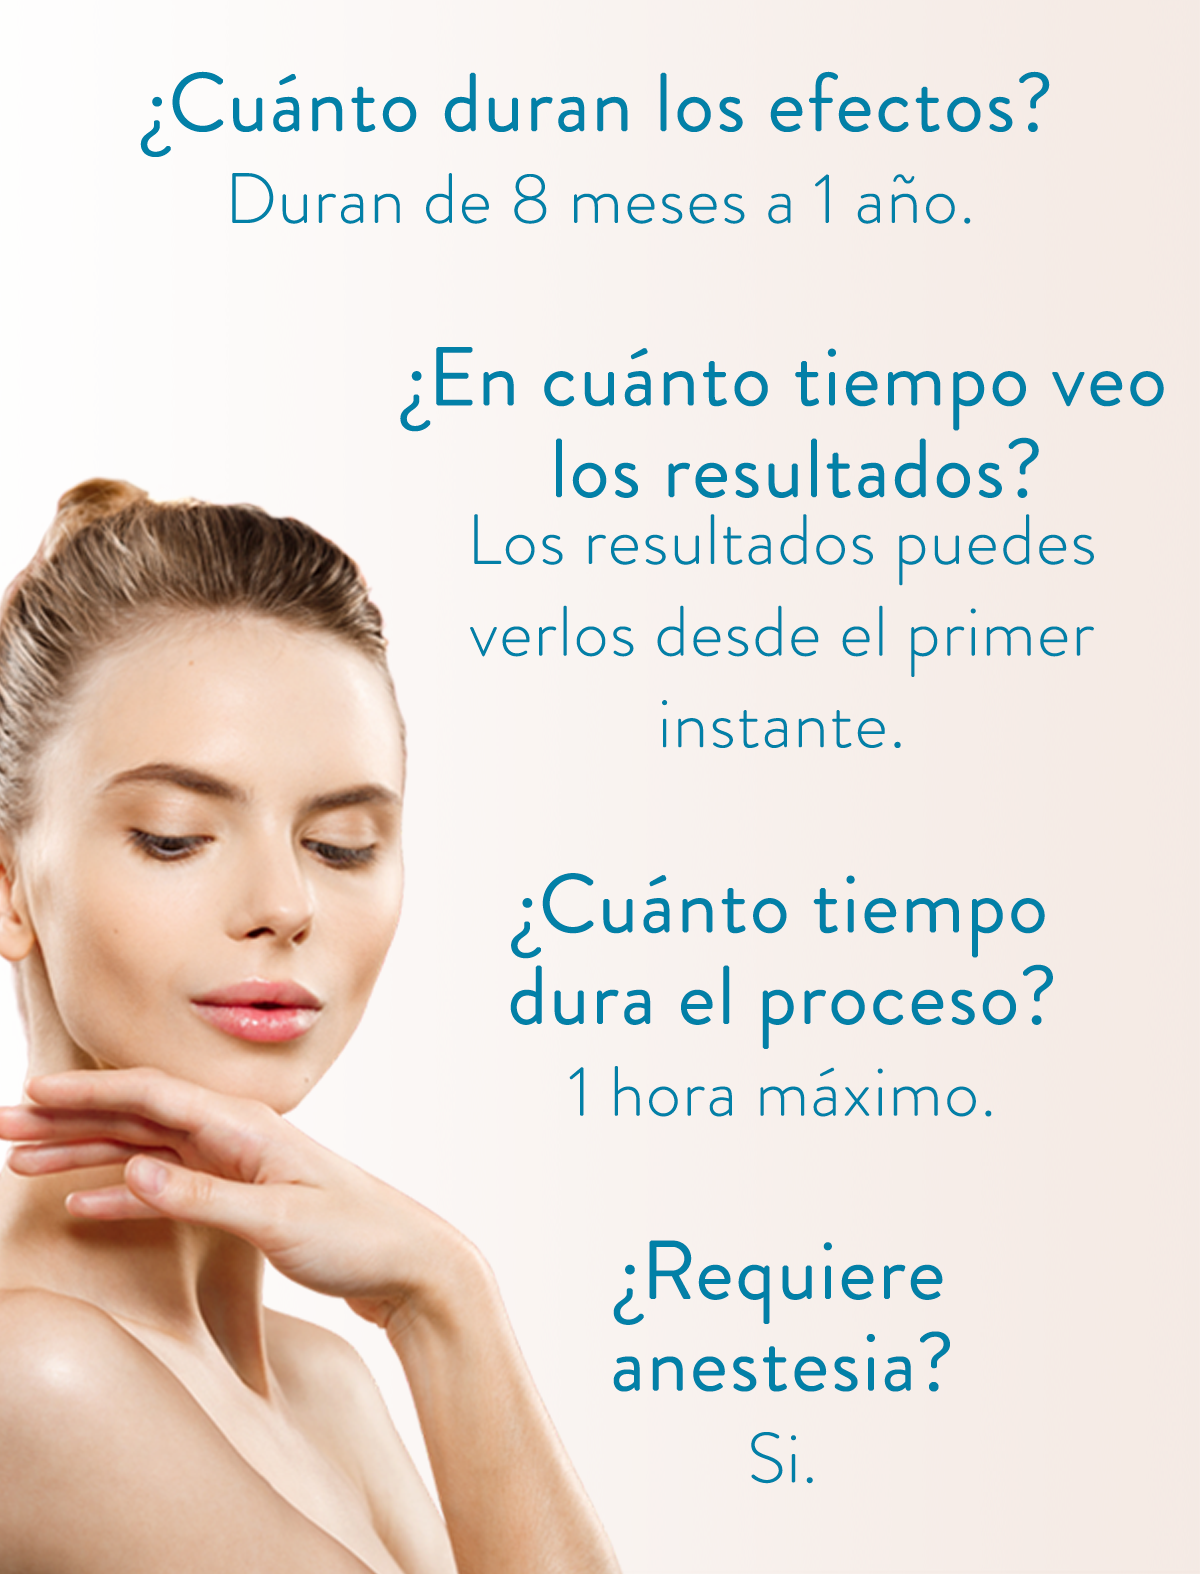 ¿Cuánto duran los efectos?
Duran de 8 meses a 1 año.
¿En cuánto tiempo veo
los resultados?
Los resultados puedes
verlos desde el primer
instante.
¿Cuánto tiempo
dura el proceso?
1 hora máximo.
¿Requiere
anestesia?
Si.